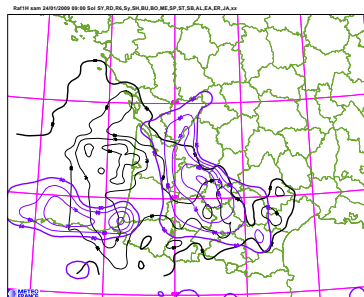 Raf1H sam 24/01/2009 09:00 Sol SY,RD,R6,Sy,SH,BU,BO,ME,SP,ST,SB,AL,EA,ER,JA,xx
METEO
FRANCE